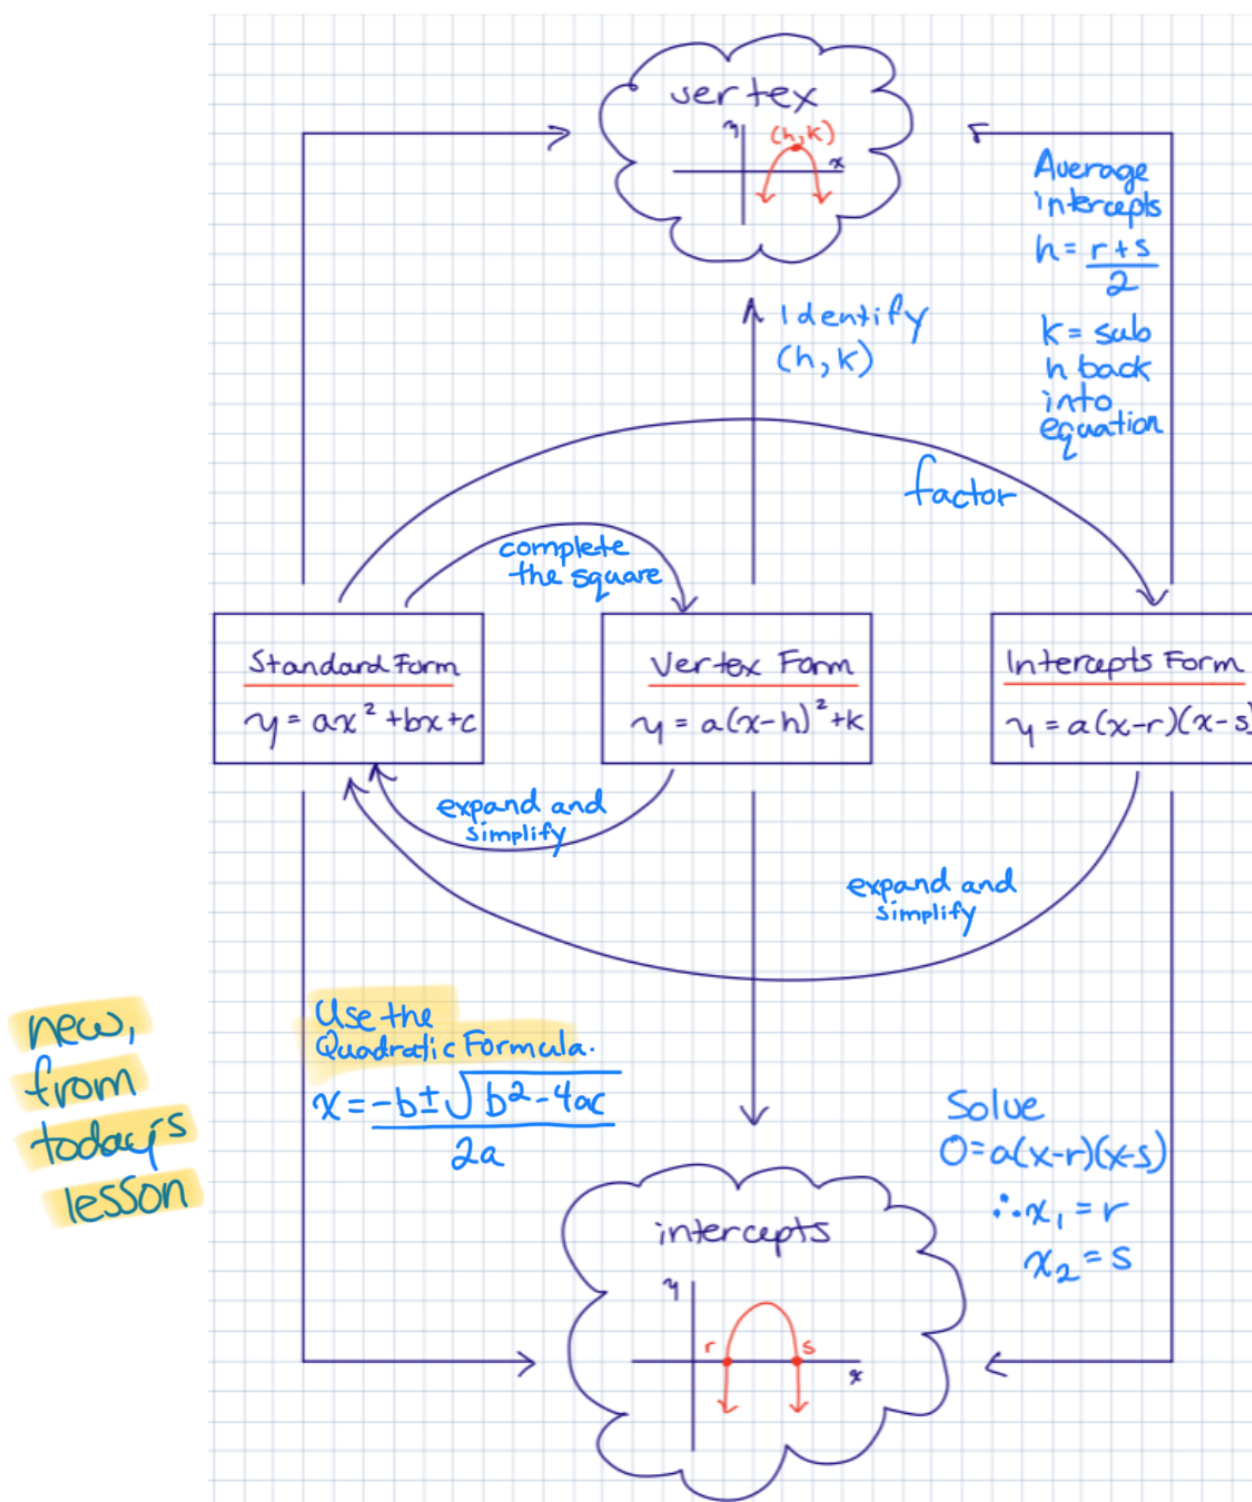 vertex
y
(h,k)
x
Average
intercepts
h = r+s
2
k = sub
h back
into
equation
Identify
(h,k)
factor
complete
the square
Standard Form
y = ax² + bx + c
Vertex Form
y = a(x-h)² + k
Intercepts Form
y = a(x-r)(x-s)
expand and
simplify
expand and
simplify
new,
from
today's
lesson
Use the
Quadratic Formula.
x = -b ± √b² - 4ac
2a
Solve
0 = a(x-r)(x-s)
∴ x₁ = r
x₂ = s
intercepts
y
r
s
x